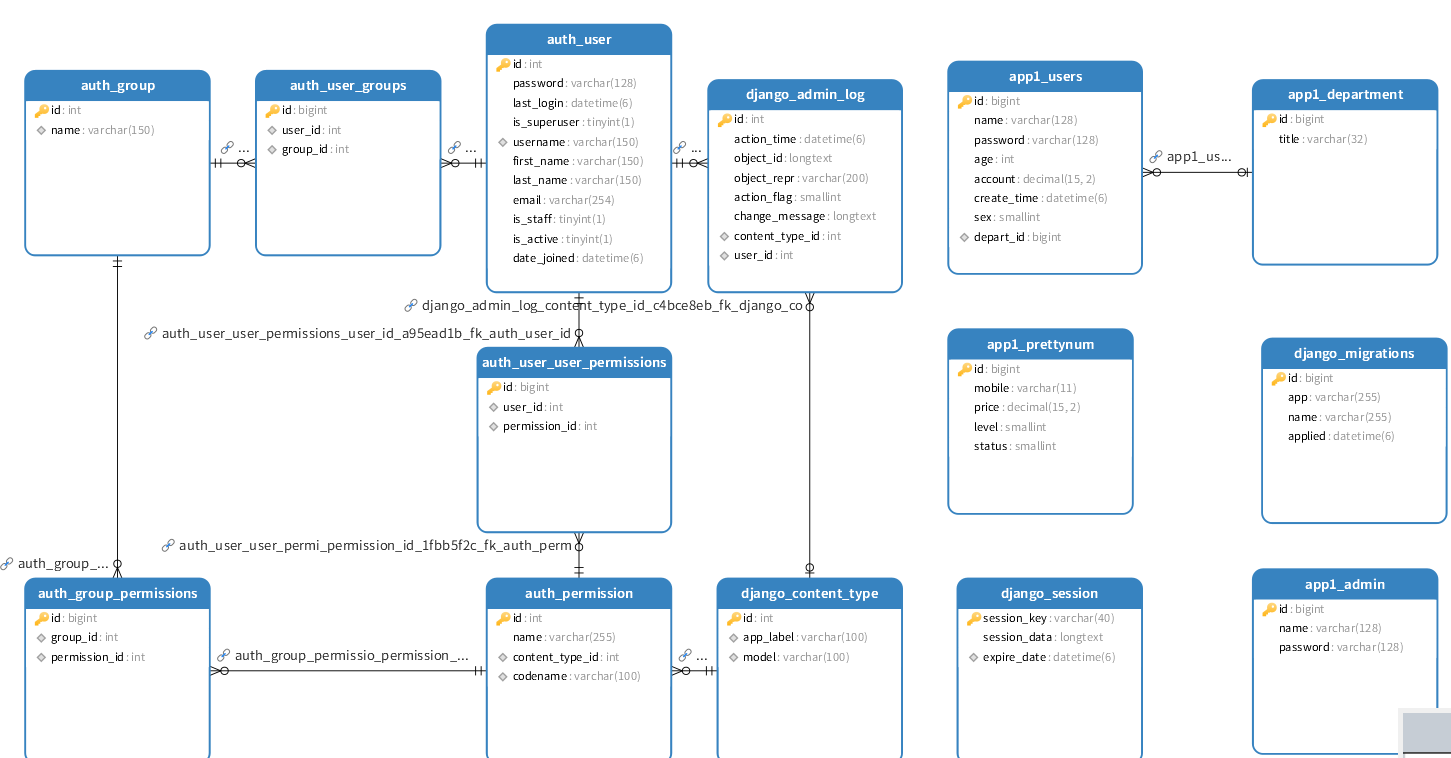 auth_group
id: int
name: varchar(150)
auth_user_groups
id: bigint
user_id: int
group_id: int
auth_user
id: int
password: varchar(128)
last_login: datetime(6)
is_superuser: tinyint(1)
username: varchar(150)
first_name: varchar(150)
last_name: varchar(150)
email: varchar(254)
is_staff: tinyint(1)
is_active: tinyint(1)
date_joined: datetime(6)
django_admin_log
id: int
action_time: datetime(6)
object_id: longtext
object_repr: varchar(200)
action_flag: smallint
change_message: longtext
content_type_id: int
user_id: int
app1_users
id: bigint
name: varchar(128)
password: varchar(128)
age: int
account: decimal(15, 2)
create_time: datetime(6)
sex: smallint
depart_id: bigint
app1_department
id: bigint
title: varchar(32)
...
...
...
app1_us...
django_admin_log_content_type_id_c4bce8eb_fk_django_co
auth_user_user_permissions_user_id_a95ead1b_fk_auth_user_id
auth_user_user_permissions
id: bigint
user_id: int
permission_id: int
app1_prettynum
id: bigint
mobile: varchar(11)
price: decimal(15, 2)
level: smallint
status: smallint
django_migrations
id: bigint
app: varchar(255)
name: varchar(255)
applied: datetime(6)
auth_user_user_permi_permission_id_1fbb5f2c_fk_auth_perm
auth_group_...
auth_group_permissions
id: bigint
group_id: int
permission_id: int
auth_group_permissio_permission_...
auth_permission
id: int
name: varchar(255)
content_type_id: int
codename: varchar(100)
...
django_content_type
id: int
app_label: varchar(100)
model: varchar(100)
django_session
session_key: varchar(40)
session_data: longtext
expire_date: datetime(6)
app1_admin
id: bigint
name: varchar(128)
password: varchar(128)